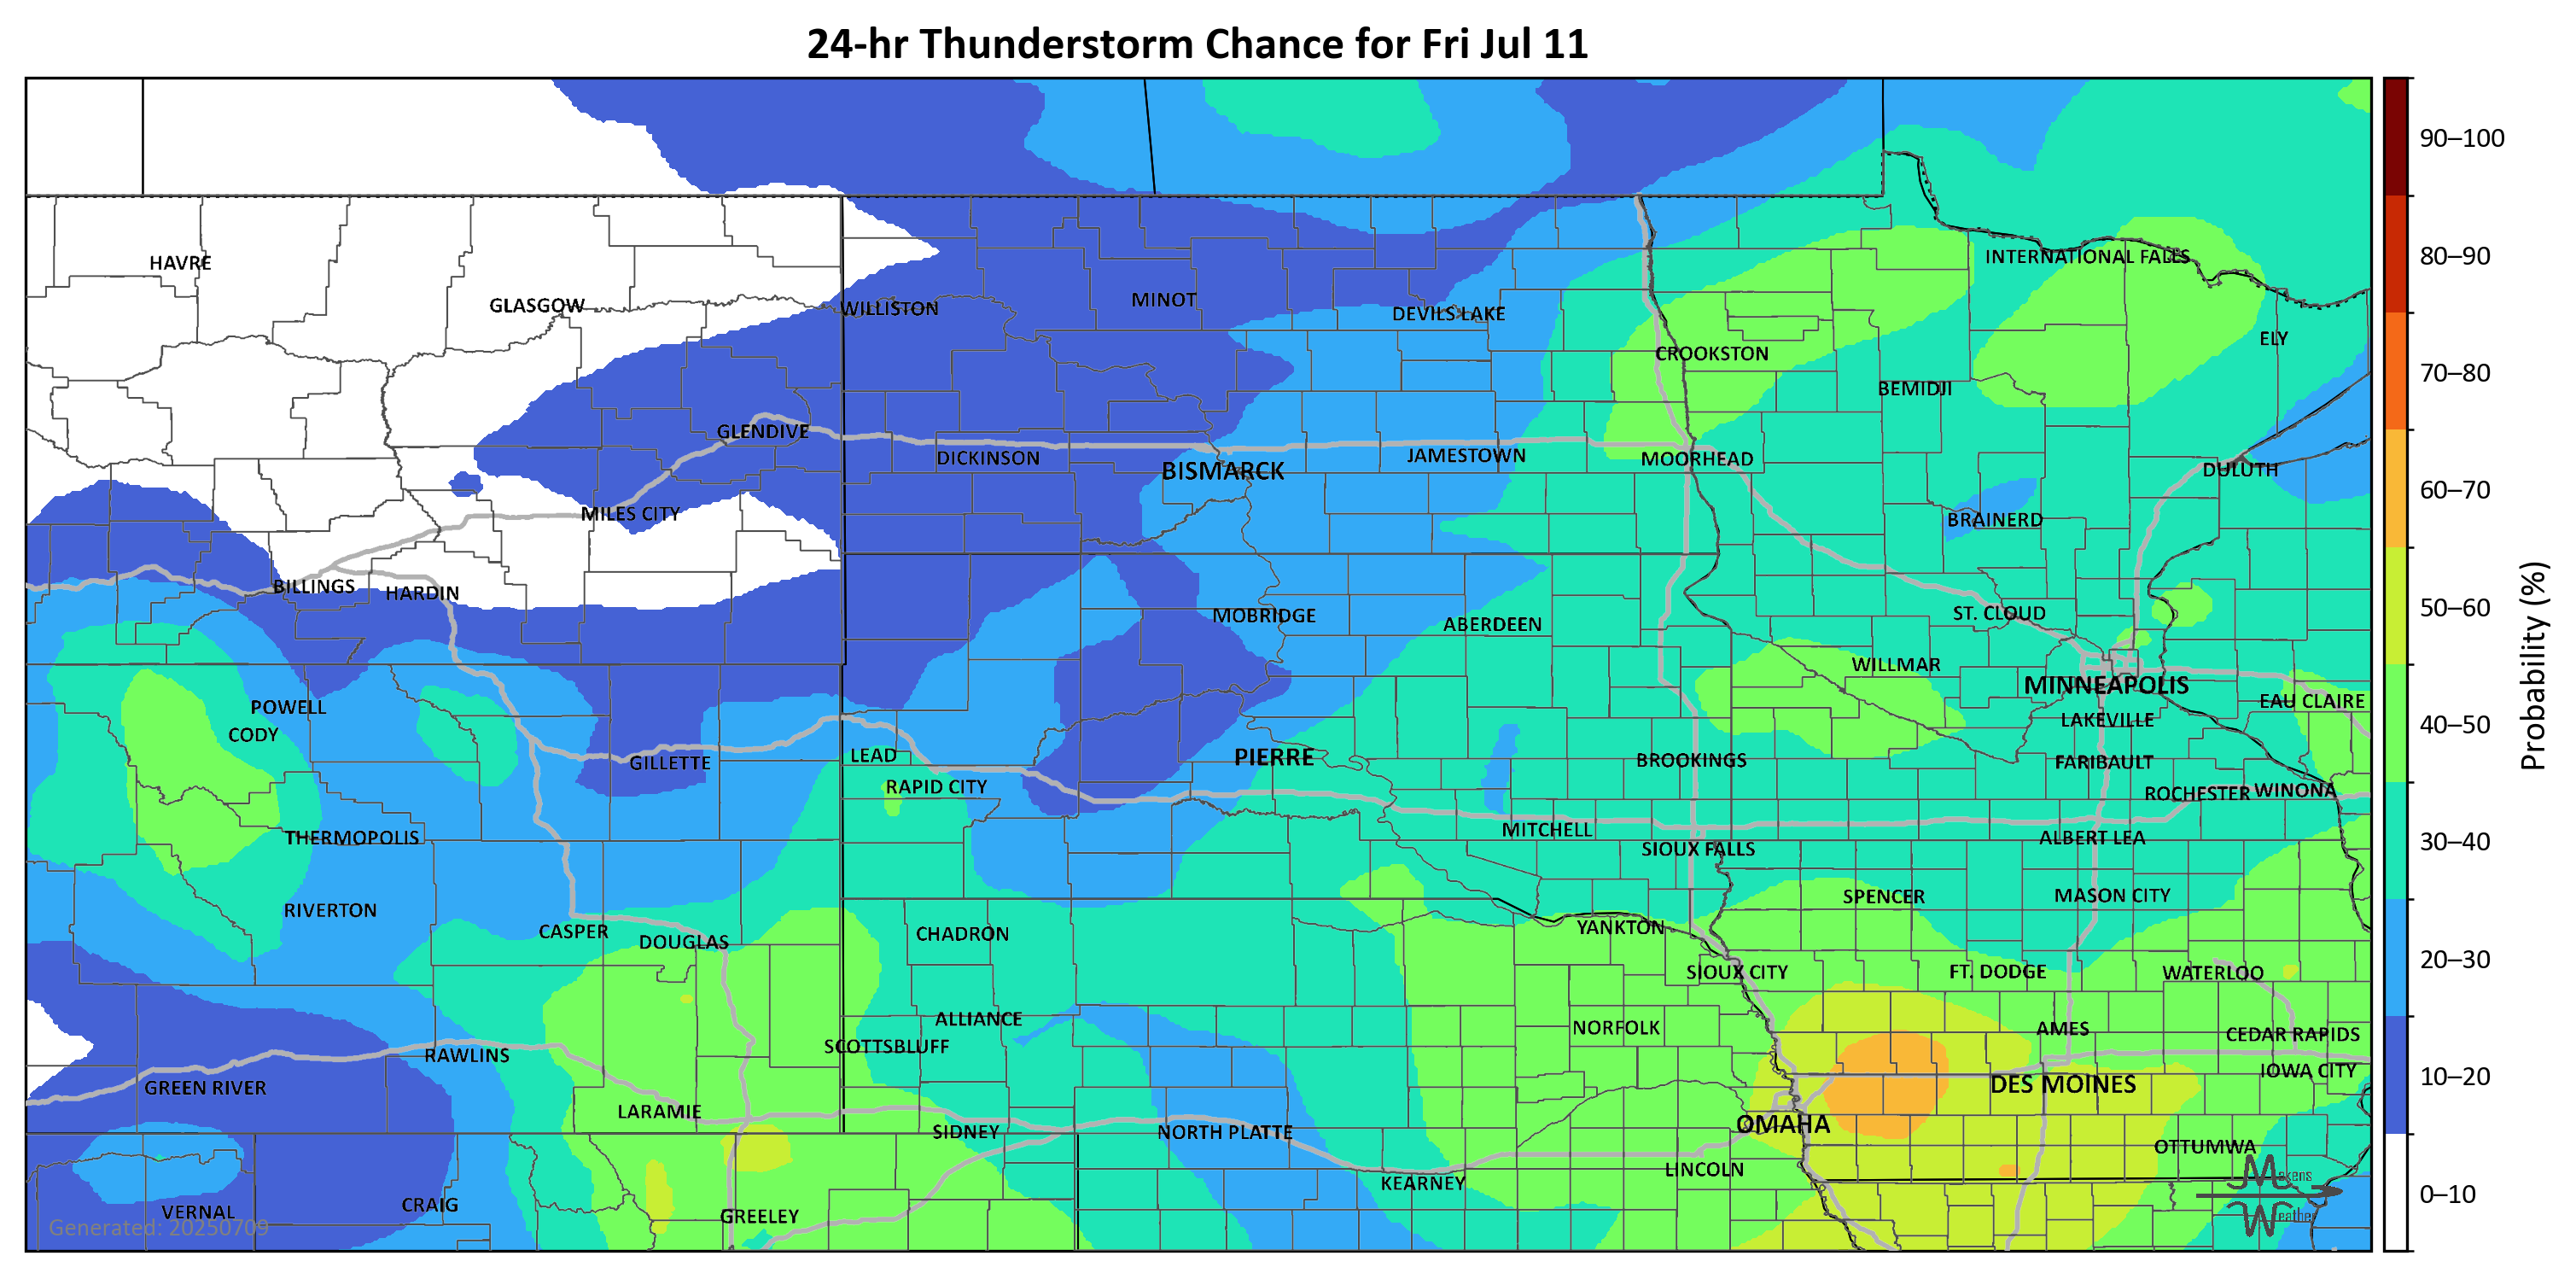 24-hr Thunderstorm Chance for Fri Jul 11
90–100
80–90
70–80
60–70
50–60
40–50
30–40
20–30
10–20
0–10
Probability (%)
HAVRE
INTERNATIONAL FALLS
GLASGOW
WILLISTON
MINOT
DEVILS LAKE
ELY
CROOKSTON
BEMIDJI
GLENDIVE
DICKINSON
BISMARCK
JAMESTOWN
MOORHEAD
DULUTH
MILES CITY
BRAINERD
BILLINGS
HARDIN
MOBRIDGE
ABERDEEN
ST. CLOUD
WILLMAR
MINNEAPOLIS
POWELL
EAU CLAIRE
CODY
LAKEVILLE
LEAD
GILLETTE
PIERRE
BROOKINGS
FARIBAULT
RAPID CITY
ROCHESTER
WINONA
THERMOPOLIS
MITCHELL
ALBERT LEA
SIOUX FALLS
RIVERTON
SPENCER
MASON CITY
CASPER
DOUGLAS
CHADRON
YANKTON
SIOUX CITY
FT. DODGE
WATERLOO
ALLIANCE
NORFOLK
AMES
CEDAR RAPIDS
SCOTTSBLUFF
RAWLINS
GREEN RIVER
DES MOINES
IOWA CITY
LARAMIE
SIDNEY
NORTH PLATTE
OMAHA
OTTUMWA
LINCOLN
KEARNEY
CRAIG
VERNAL
GREELEY
Makens
Weather
Generated: 20250709